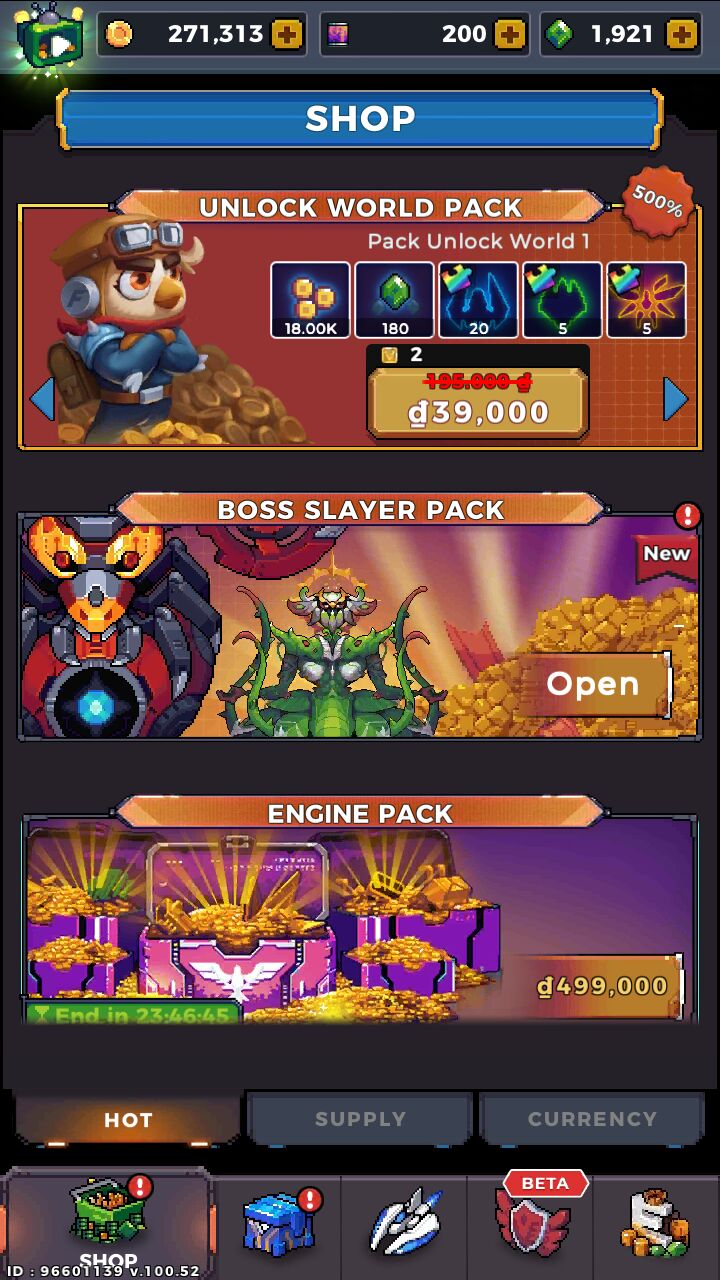 271,313
200
1,921
SHOP
UNLOCK WORLD PACK
500%
Pack Unlock World 1
18.00K
180
20
5
5
2
195.000 đ
₫39,000
BOSS SLAYER PACK
New
Open
ENGINE PACK
₫499,000
End in 23:46:45
HOT
SUPPLY
CURRENCY
BETA
SHOP
ID : 96601139 v.100.52